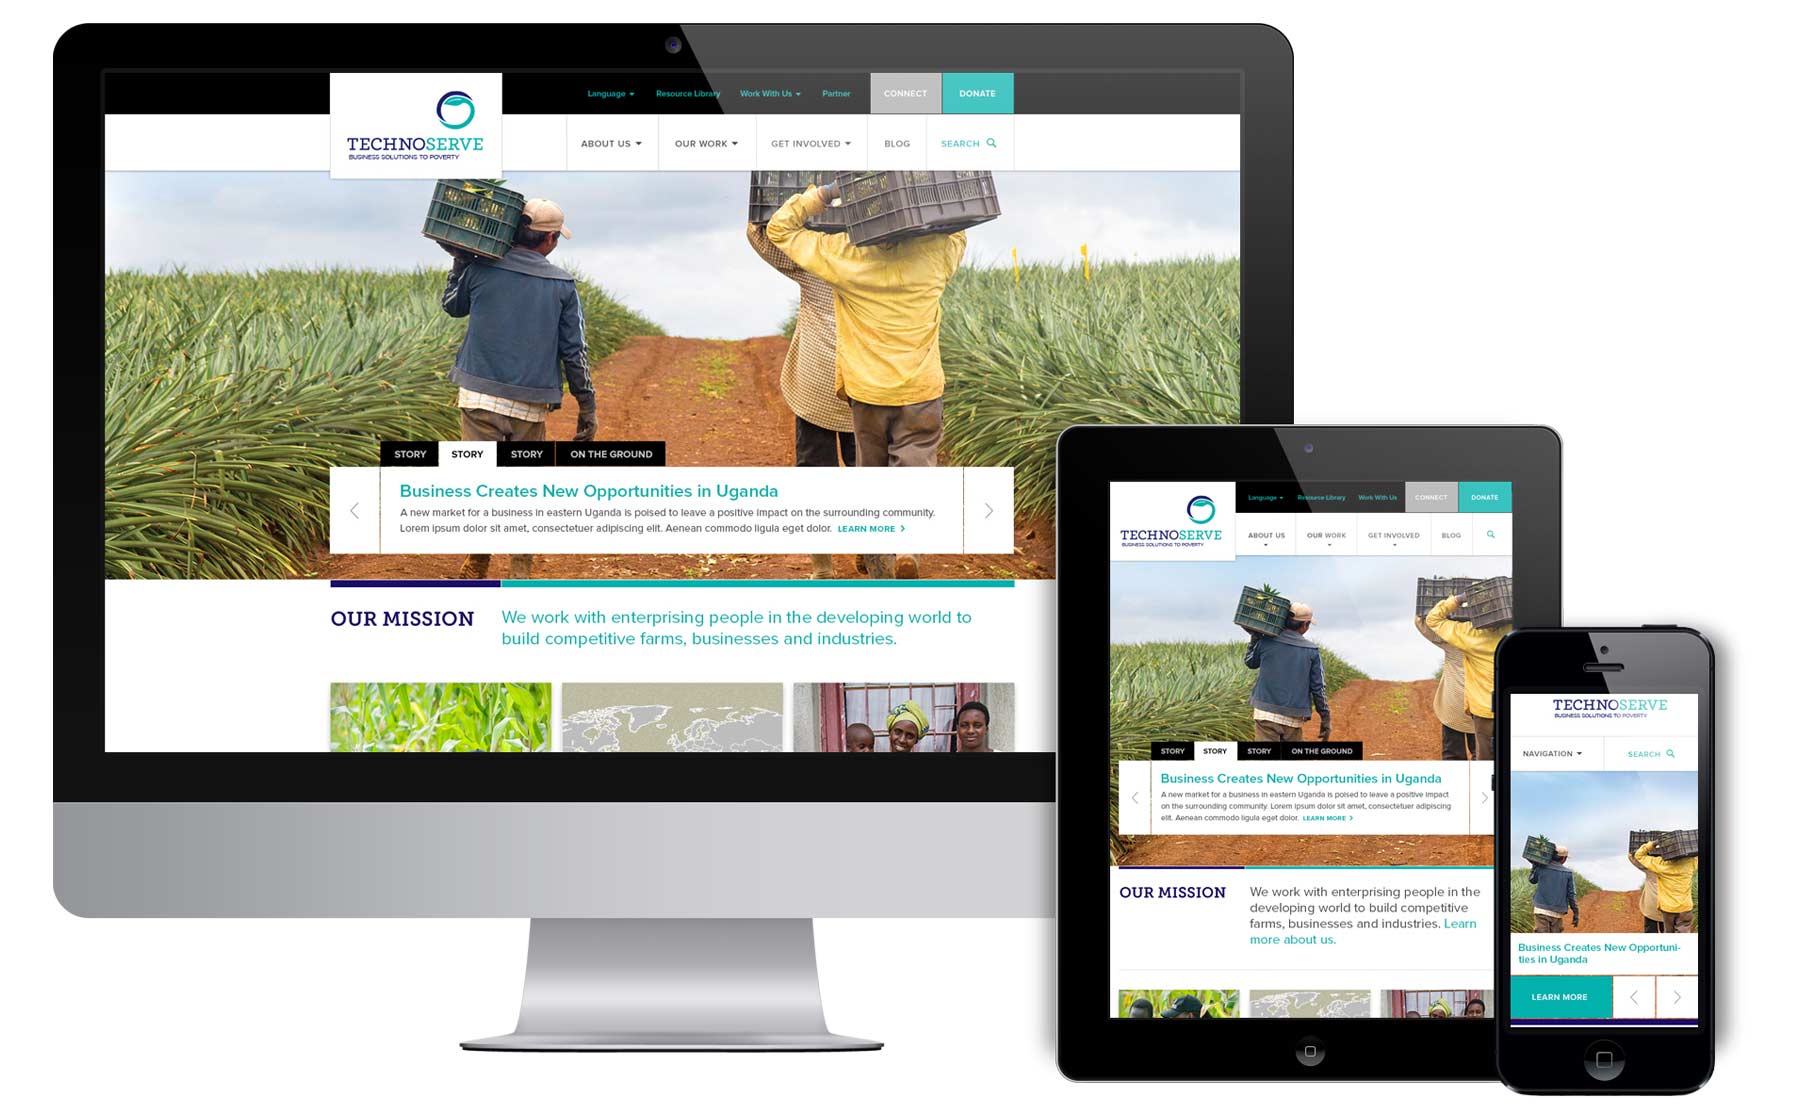 Language Resource Library Work With Us Partner CONNECT DONATE
TECHNOSERVE
BUSINESS SOLUTIONS TO POVERTY
ABOUT US OUR WORK GET INVOLVED BLOG SEARCH
STORY STORY STORY ON THE GROUND
Business Creates New Opportunities in Uganda
A new market for a business in eastern Uganda is poised to leave a positive impact on the surrounding community.
Lorem ipsum dolor sit amet, consectetuer adipiscing elit. Aenean commodo ligula eget dolor. LEARN MORE
OUR MISSION
We work with enterprising people in the developing world to
build competitive farms, businesses and industries.
Language Resource Library Work With Us CONNECT DONATE
TECHNOSERVE
BUSINESS SOLUTIONS TO POVERTY
ABOUT US OUR WORK GET INVOLVED BLOG
STORY STORY STORY ON THE GROUND
Business Creates New Opportunities in Uganda
A new market for a business in eastern Uganda is poised to leave a positive impact
on the surrounding community. Lorem ipsum dolor sit amet, consectetuer adipiscing
elit. Aenean commodo ligula eget dolor. LEARN MORE
OUR MISSION
We work with enterprising people in the
developing world to build competitive
farms, businesses and industries. Learn
more about us.
TECHNOSERVE
BUSINESS SOLUTIONS TO POVERTY
NAVIGATION SEARCH
Business Creates New Opportuni-
ties in Uganda
LEARN MORE